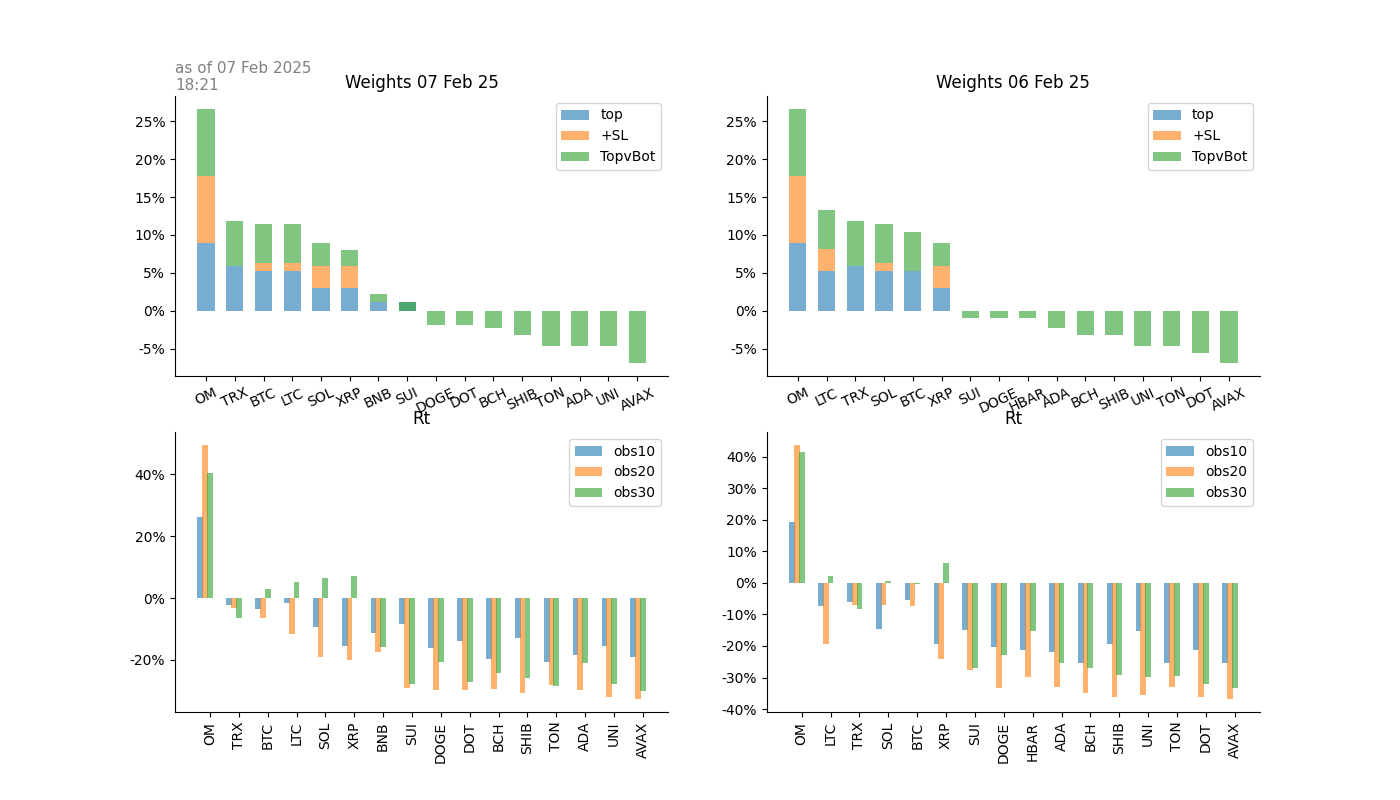 as of 07 Feb 2025
18:21
Weights 07 Feb 25
25%
20%
15%
10%
5%
0%
-5%
top
+SL
TopvBot
OM TRX BTC LTC SOL XRP BNB SUI DOGE DOT BCH SHIB TON ADA UNI AVAX
Weights 06 Feb 25
25%
20%
15%
10%
5%
0%
-5%
top
+SL
TopvBot
OM LTC TRX SOL BTC XRP SUI DOGE HBAR ADA BCH SHIB UNI TON DOT AVAX
Rt
40%
20%
0%
-20%
obs10
obs20
obs30
OM TRX BTC LTC SOL XRP BNB SUI DOGE DOT BCH SHIB TON ADA UNI AVAX
Rt
40%
30%
20%
10%
0%
-10%
-20%
-30%
-40%
obs10
obs20
obs30
OM LTC TRX SOL BTC XRP SUI DOGE HBAR ADA BCH SHIB UNI TON DOT AVAX